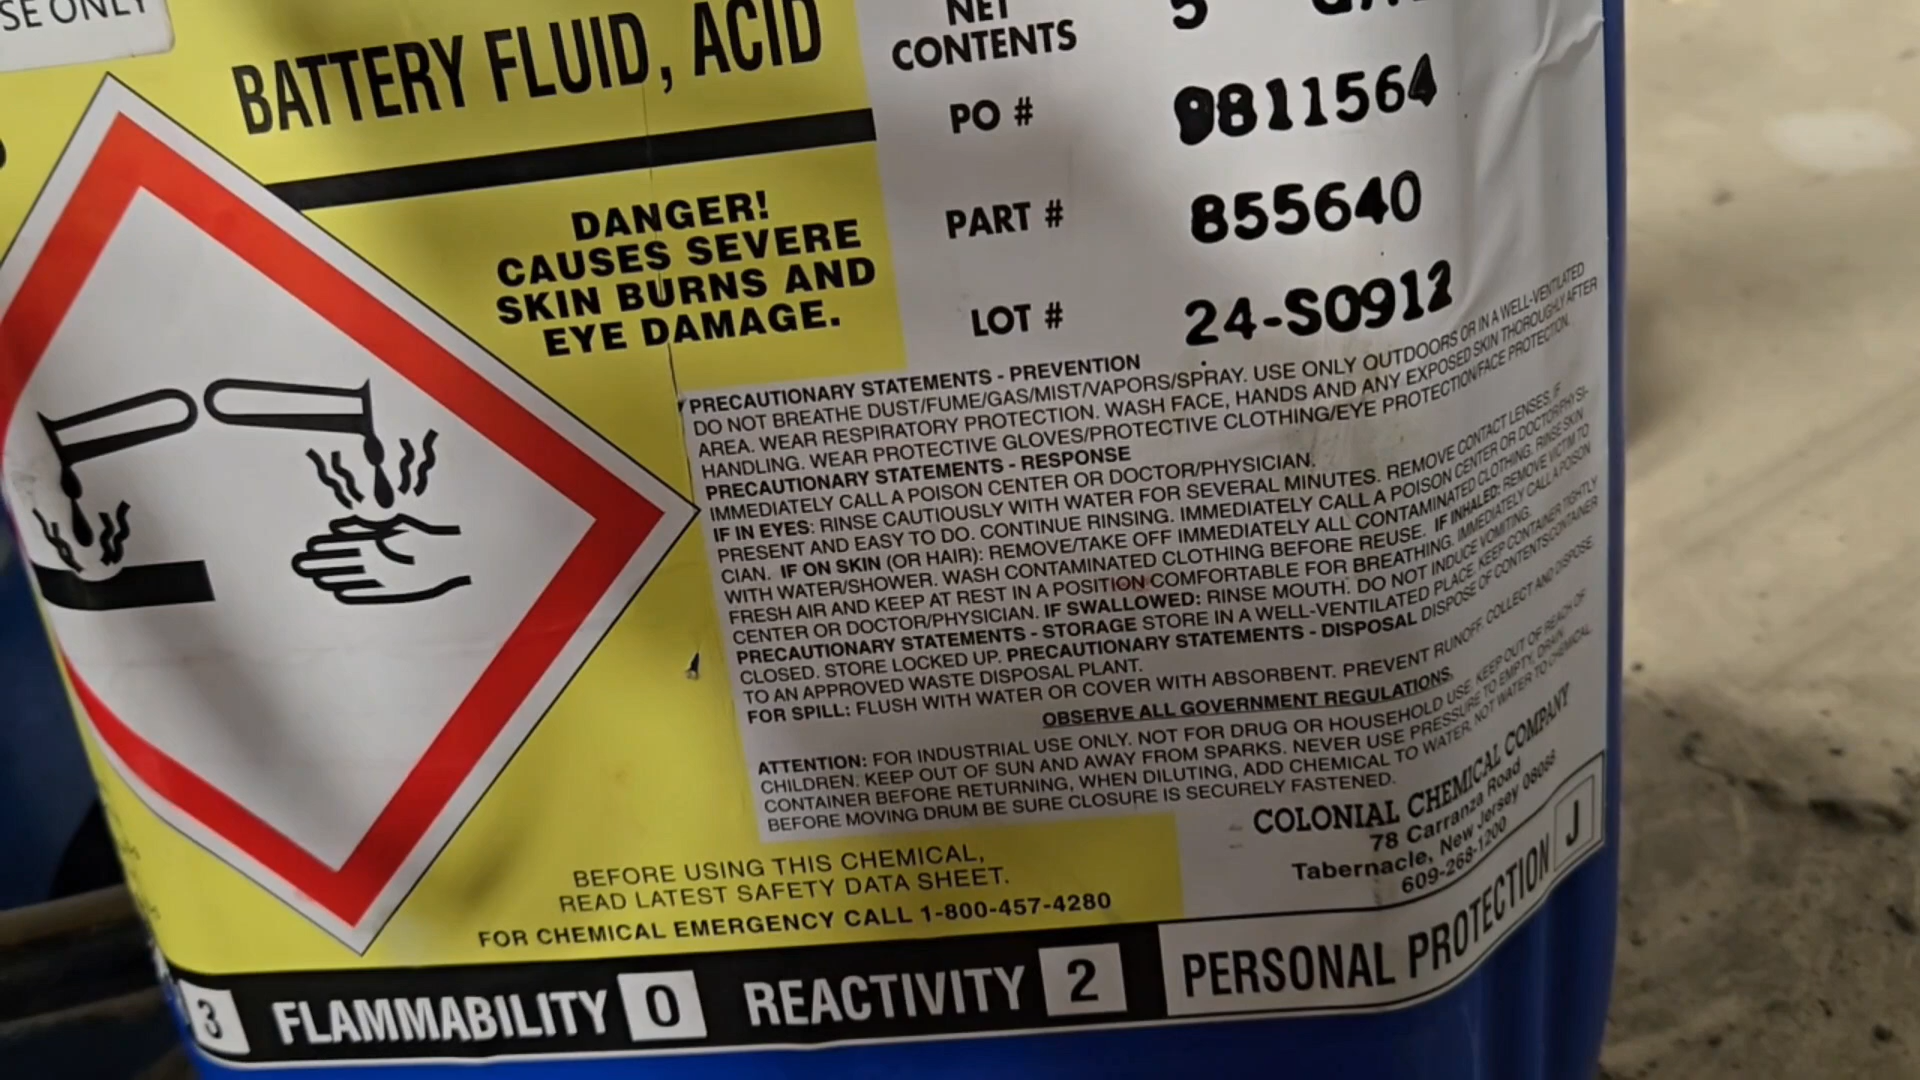 SE ONLY
BATTERY FLUID, ACID
DANGER!
CAUSES SEVERE
SKIN BURNS AND
EYE DAMAGE.
NET
CONTENTS 5
PO # 9811564
PART # 855640
LOT # 24-S0912
PRECAUTIONARY STATEMENTS - PREVENTION
DO NOT BREATHE DUST/FUME/GAS/MIST/VAPORS/SPRAY. USE ONLY OUTDOORS OR IN A WELL-VENTILATED
AREA. WEAR RESPIRATORY PROTECTION. WASH FACE, HANDS AND ANY EXPOSED SKIN THOROUGHLY AFTER
HANDLING. WEAR PROTECTIVE GLOVES/PROTECTIVE CLOTHING/EYE PROTECTION/FACE PROTECTION.
PRECAUTIONARY STATEMENTS - RESPONSE
IMMEDIATELY CALL A POISON CENTER OR DOCTOR/PHYSICIAN.
IF IN EYES: RINSE CAUTIOUSLY WITH WATER FOR SEVERAL MINUTES. REMOVE CONTACT LENSES, IF
PRESENT AND EASY TO DO. CONTINUE RINSING. IMMEDIATELY CALL A POISON CENTER OR DOCTOR/PHYSI-
CIAN. IF ON SKIN (OR HAIR): REMOVE/TAKE OFF IMMEDIATELY ALL CONTAMINATED CLOTHING. RINSE SKIN
WITH WATER/SHOWER. WASH CONTAMINATED CLOTHING BEFORE REUSE. IF INHALED: REMOVE VICTIM TO
FRESH AIR AND KEEP AT REST IN A POSITION COMFORTABLE FOR BREATHING. IMMEDIATELY CALL A POISON
CENTER OR DOCTOR/PHYSICIAN. IF SWALLOWED: RINSE MOUTH. DO NOT INDUCE VOMITING.
PRECAUTIONARY STATEMENTS - STORAGE STORE IN A WELL-VENTILATED PLACE. KEEP CONTAINER TIGHTLY
CLOSED. STORE LOCKED UP. PRECAUTIONARY STATEMENTS - DISPOSAL DISPOSE OF CONTENTS/CONTAINER
TO AN APPROVED WASTE DISPOSAL PLANT.
FOR SPILL: FLUSH WITH WATER OR COVER WITH ABSORBENT. PREVENT RUNOFF. COLLECT AND DISPOSE.
OBSERVE ALL GOVERNMENT REGULATIONS.
ATTENTION: FOR INDUSTRIAL USE ONLY. NOT FOR DRUG OR HOUSEHOLD USE. KEEP OUT OF REACH OF
CHILDREN. KEEP OUT OF SUN AND AWAY FROM SPARKS. NEVER USE PRESSURE TO EMPTY. DRAIN
CONTAINER BEFORE RETURNING, WHEN DILUTING, ADD CHEMICAL TO WATER, NOT WATER TO CHEMICAL.
BEFORE MOVING DRUM BE SURE CLOSURE IS SECURELY FASTENED.
COLONIAL CHEMICAL COMPANY
78 Carranza Road
Tabernacle, New Jersey 08088
609-268-1200
BEFORE USING THIS CHEMICAL,
READ LATEST SAFETY DATA SHEET.
FOR CHEMICAL EMERGENCY CALL 1-800-457-4280
3 FLAMMABILITY 0 REACTIVITY 2 PERSONAL PROTECTION J